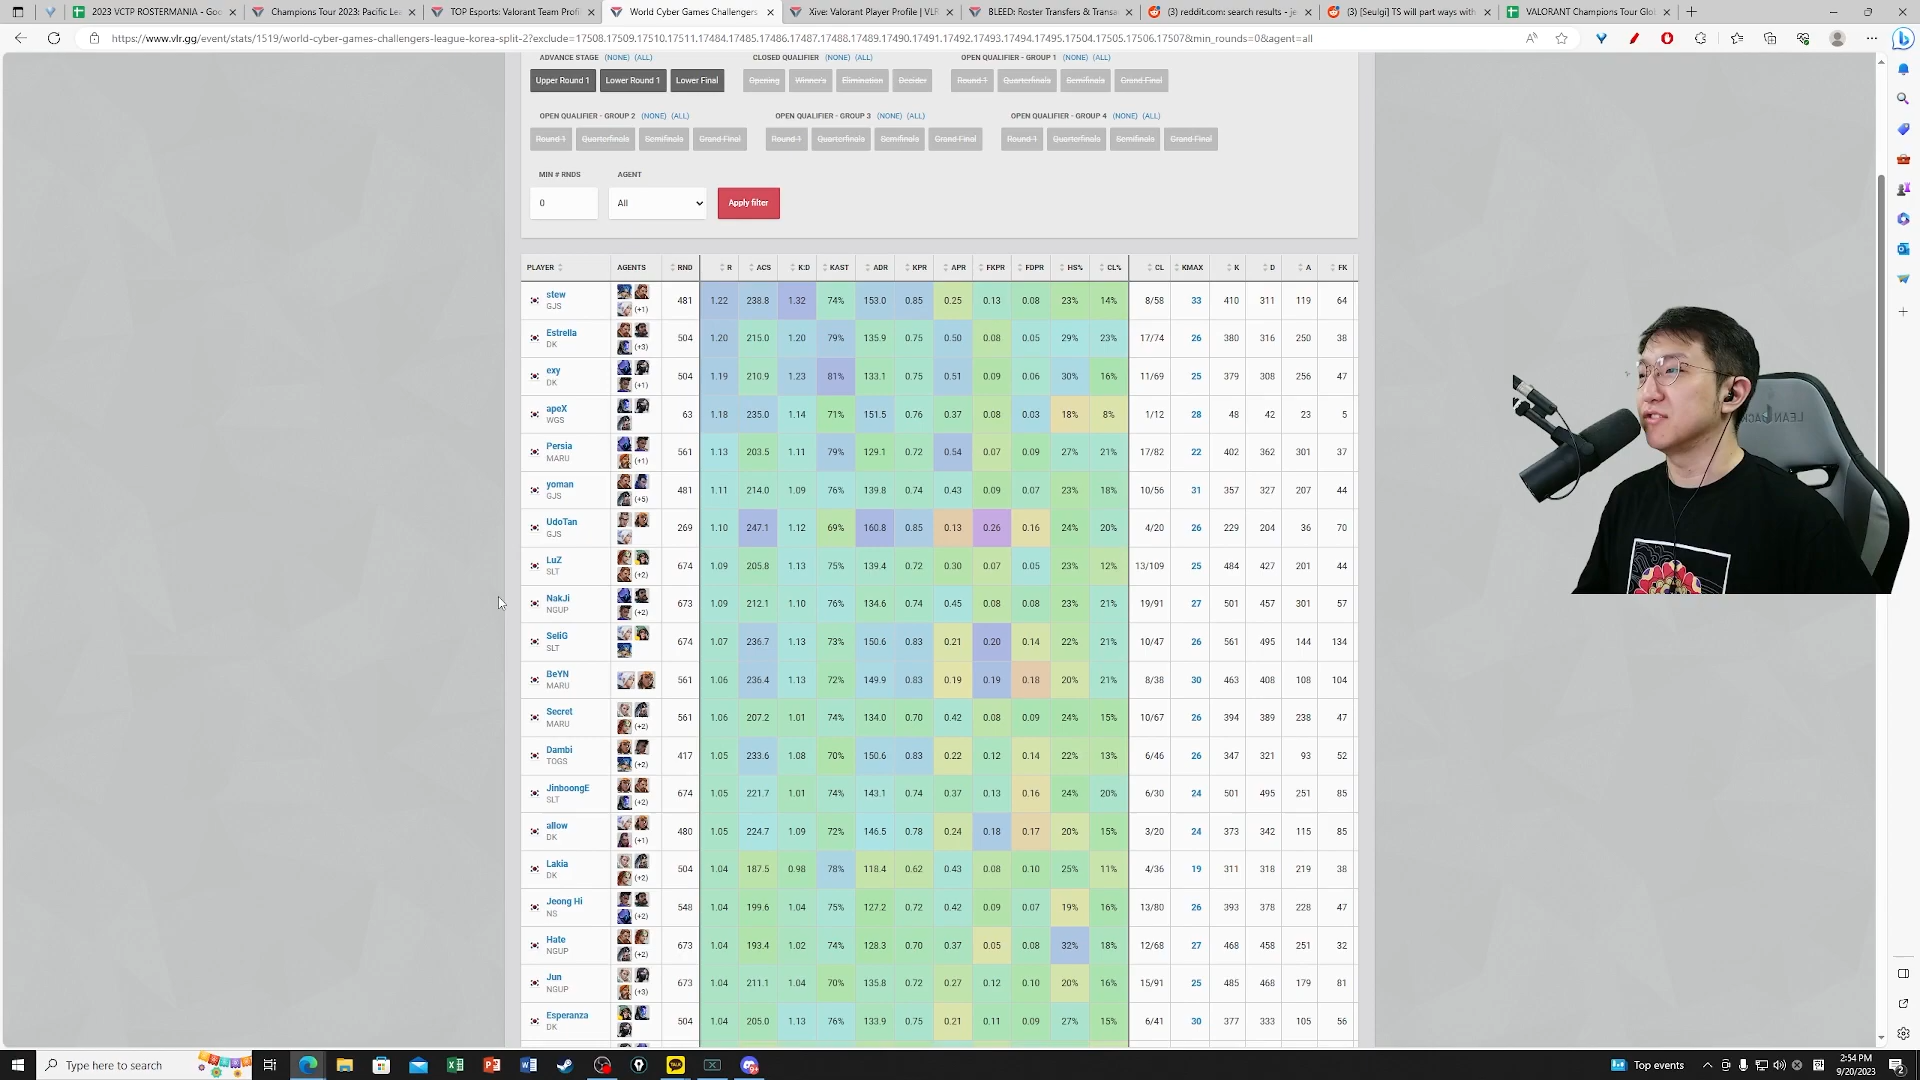 2023 VCTP ROSTERMANIA - Goo
Champions Tour 2023: Pacific Lea
TOP Esports: Valorant Team Profi
World Cyber Games Challengers
Xive: Valorant Player Profile | VLR
BLEED: Roster Transfers & Transa
(3) reddit.com: search results - je
(3) [Seulgi] TS will part ways with
VALORANT Champions Tour Glo
https://www.vlr.gg/event/stats/1519/world-cyber-games-challengers-league-korea-split-2?exclude=17508.17509.17510.17511.17484.17485.17486.17487.17488.17489.17490.17491.17492.17493.17494.17495.17504.17505.17506.17507&min_rounds=0&agent=all
ADVANCE STAGE (NONE) (ALL)
CLOSED QUALIFIER (NONE) (ALL)
OPEN QUALIFIER - GROUP 1 (NONE) (ALL)
Upper Round 1 Lower Round 1 Lower Final
Opening Winner's Elimination Decider
Round 1 Quarterfinals Semifinals Grand Final
OPEN QUALIFIER - GROUP 2 (NONE) (ALL)
OPEN QUALIFIER - GROUP 3 (NONE) (ALL)
OPEN QUALIFIER - GROUP 4 (NONE) (ALL)
Round 1 Quarterfinals Semifinals Grand Final
Round 1 Quarterfinals Semifinals Grand Final
Round 1 Quarterfinals Semifinals Grand Final
MIN # RNDS AGENT
0 All Apply filter
PLAYER AGENTS RND R ACS K:D KAST ADR KPR APR FKPR FDPR HS% CL% CL KMAX K D A FK
stew GJS (+1) 481 1.22 238.8 1.32 74% 153.0 0.85 0.25 0.13 0.08 23% 14% 8/58 33 410 311 119 64
Estrella DK (+3) 504 1.20 215.0 1.20 79% 135.9 0.75 0.50 0.08 0.05 29% 23% 17/74 26 380 316 250 38
exy DK (+1) 504 1.19 210.9 1.23 81% 133.1 0.75 0.51 0.09 0.06 30% 16% 11/69 25 379 308 256 47
apeX WGS 63 1.18 235.0 1.14 71% 151.5 0.76 0.37 0.08 0.03 18% 8% 1/12 28 48 42 23 5
Persia MARU (+1) 561 1.13 203.5 1.11 79% 129.1 0.72 0.54 0.07 0.09 27% 21% 17/82 22 402 362 301 37
yoman GJS (+5) 481 1.11 214.0 1.09 76% 139.8 0.74 0.43 0.09 0.07 23% 18% 10/56 31 357 327 207 44
UdoTan GJS 269 1.10 247.1 1.12 69% 160.8 0.85 0.13 0.26 0.16 24% 20% 4/20 26 229 204 36 70
LuZ SLT (+2) 674 1.09 205.8 1.13 75% 139.4 0.72 0.30 0.07 0.05 23% 12% 13/109 25 484 427 201 44
NakJi NGUP (+2) 673 1.09 212.1 1.10 76% 134.6 0.74 0.45 0.08 0.08 23% 21% 19/91 27 501 457 301 57
SeliG SLT 674 1.07 236.7 1.13 73% 150.6 0.83 0.21 0.20 0.14 22% 21% 10/47 26 561 495 144 134
BeYN MARU 561 1.06 236.4 1.13 72% 149.9 0.83 0.19 0.19 0.18 20% 21% 8/38 30 463 408 108 104
Secret MARU (+2) 561 1.06 207.2 1.01 74% 134.0 0.70 0.42 0.08 0.09 24% 15% 10/67 26 394 389 238 47
Dambi TOGS (+2) 417 1.05 233.6 1.08 70% 150.6 0.83 0.22 0.12 0.14 22% 13% 6/46 26 347 321 93 52
JinboongE SLT (+2) 674 1.05 221.7 1.01 74% 143.1 0.74 0.37 0.13 0.16 24% 20% 6/30 24 501 495 251 85
allow DK (+1) 480 1.05 224.7 1.09 72% 146.5 0.78 0.24 0.18 0.17 20% 15% 3/20 24 373 342 115 85
Lakia DK (+2) 504 1.04 187.5 0.98 78% 118.4 0.62 0.43 0.08 0.10 25% 11% 4/36 19 311 318 219 38
Jeong Hi NS (+2) 548 1.04 199.6 1.04 75% 127.2 0.72 0.42 0.09 0.07 19% 16% 13/80 26 393 378 228 47
Hate NGUP (+2) 673 1.04 193.4 1.02 74% 128.3 0.70 0.37 0.05 0.08 32% 18% 12/68 27 468 458 251 32
Jun NGUP (+3) 673 1.04 211.1 1.04 70% 135.8 0.72 0.27 0.12 0.10 20% 16% 15/91 25 485 468 179 81
Esperanza DK 504 1.04 205.0 1.13 76% 133.9 0.75 0.21 0.11 0.09 27% 15% 6/41 30 377 333 105 56
Type here to search
Top events
2:54 PM
9/20/2023